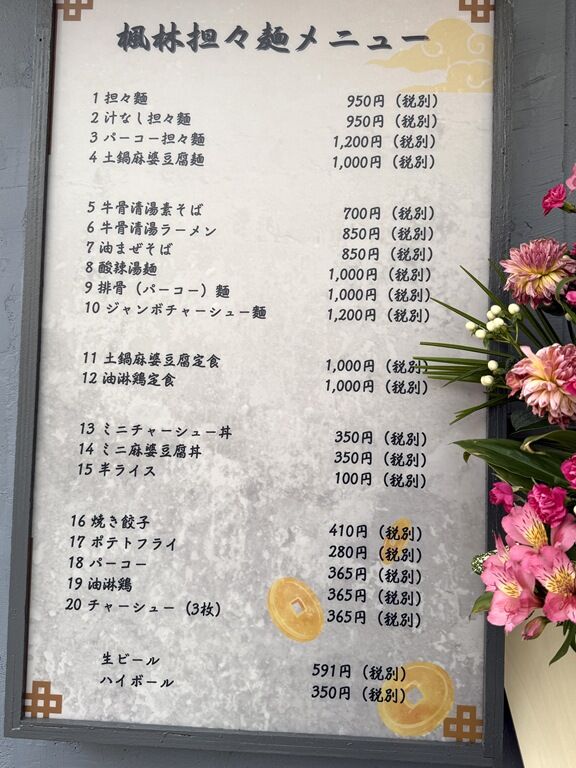 楓林担々麺メニュー
1 担々麺 950円（税別）
2 汁なし担々麺 950円（税別）
3 パーコー担々麺 1,200円（税別）
4 土鍋麻婆豆腐麺 1,000円（税別）
5 牛骨清湯素そば 700円（税別）
6 牛骨清湯ラーメン 850円（税別）
7 油まぜそば 850円（税別）
8 酸辣湯麺 1,000円（税別）
9 排骨（パーコー）麺 1,000円（税別）
10 ジャンボチャーシュー麺 1,200円（税別）
11 土鍋麻婆豆腐定食 1,000円（税別）
12 油淋鶏定食 1,000円（税別）
13 ミニチャーシュー丼 350円（税別）
14 ミニ麻婆豆腐丼 350円（税別）
15 半ライス 100円（税別）
16 焼き餃子 410円（税別）
17 ポテトフライ 280円（税別）
18 パーコー 365円（税別）
19 油淋鶏 365円（税別）
20 チャーシュー（3枚） 365円（税別）
生ビール 591円（税別）
ハイボール 350円（税別）